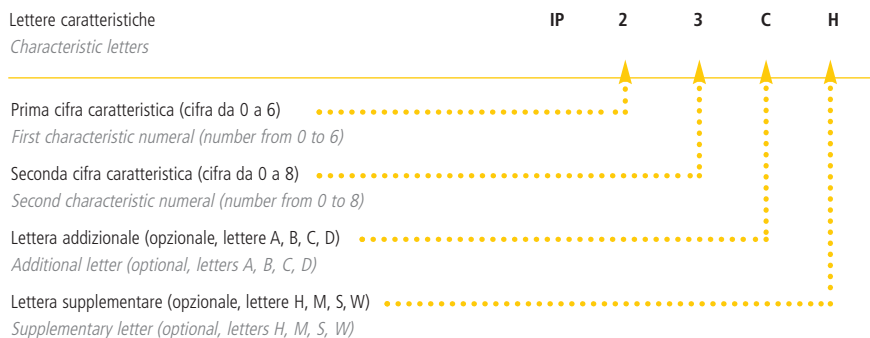 Lettere caratteristiche IP 2 3 C H
Characteristic letters
Prima cifra caratteristica (cifra da 0 a 6)
First characteristic numeral (number from 0 to 6)
Seconda cifra caratteristica (cifra da 0 a 8)
Second characteristic numeral (number from 0 to 8)
Lettera addizionale (opzionale, lettere A, B, C, D)
Additional letter (optional, letters A, B, C, D)
Lettera supplementare (opzionale, lettere H, M, S, W)
Supplementary letter (optional, letters H, M, S, W)